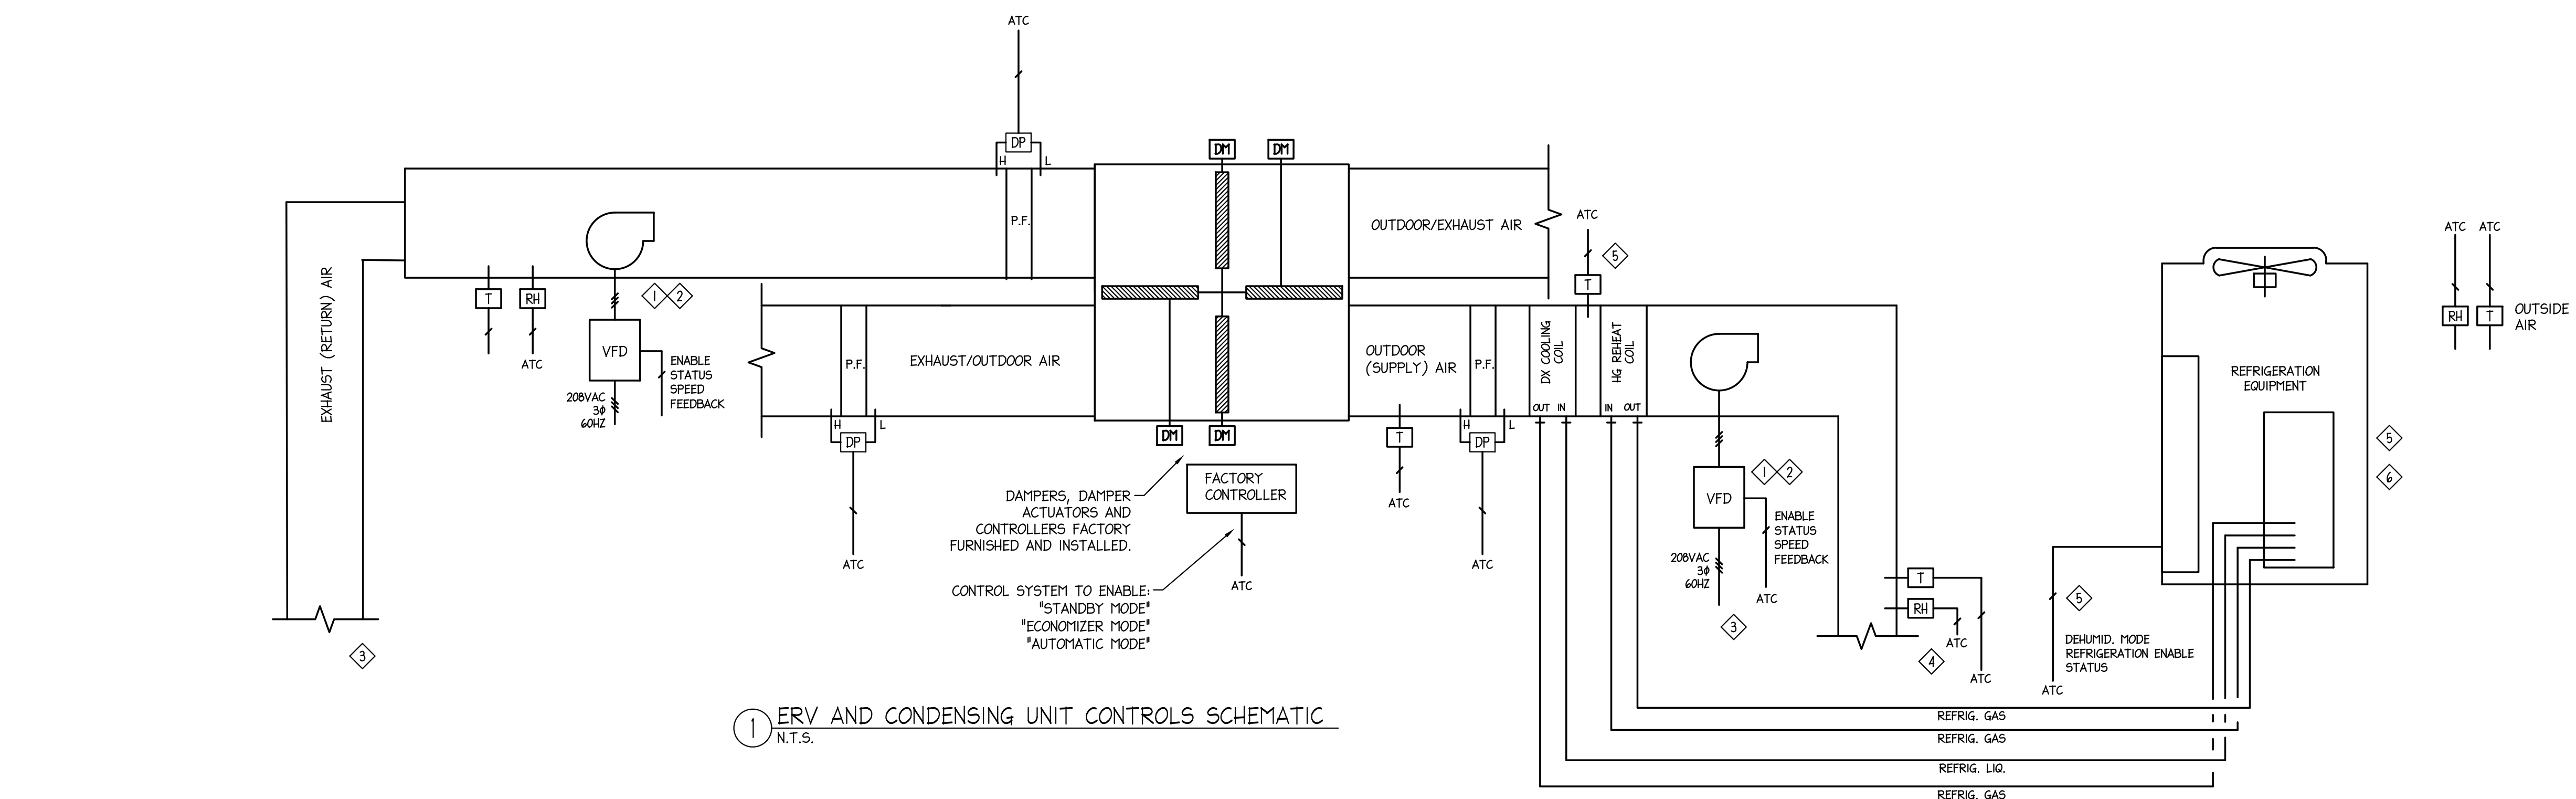 ATC
DP
H
L
P.F.
DM
DM
OUTDOOR/EXHAUST AIR
ATC
5
T
EXHAUST (RETURN) AIR
T
RH
ATC
1
2
VFD
ENABLE
STATUS
SPEED
FEEDBACK
208VAC
3ϕ
60HZ
3
P.F.
EXHAUST/OUTDOOR AIR
H
L
DP
ATC
DM
DM
DAMPERS, DAMPER
ACTUATORS AND
CONTROLLERS FACTORY
FURNISHED AND INSTALLED.
FACTORY
CONTROLLER
ATC
CONTROL SYSTEM TO ENABLE:
"STANDBY MODE"
"ECONOMIZER MODE"
"AUTOMATIC MODE"
OUTDOOR
(SUPPLY) AIR
T
ATC
P.F.
H
L
DP
ATC
DX COOLING
COIL
OUT
IN
HG REHEAT
COIL
IN
OUT
1
2
VFD
ENABLE
STATUS
SPEED
FEEDBACK
ATC
208VAC
3ϕ
60HZ
3
T
RH
ATC
ATC
4
REFRIGERATION
EQUIPMENT
5
6
ATC
ATC
RH
T
OUTSIDE
AIR
5
DEHUMID. MODE
REFRIGERATION ENABLE
STATUS
ATC
REFRIG. GAS
REFRIG. GAS
REFRIG. LIQ.
REFRIG. GAS
1
ERV AND CONDENSING UNIT CONTROLS SCHEMATIC
N.T.S.